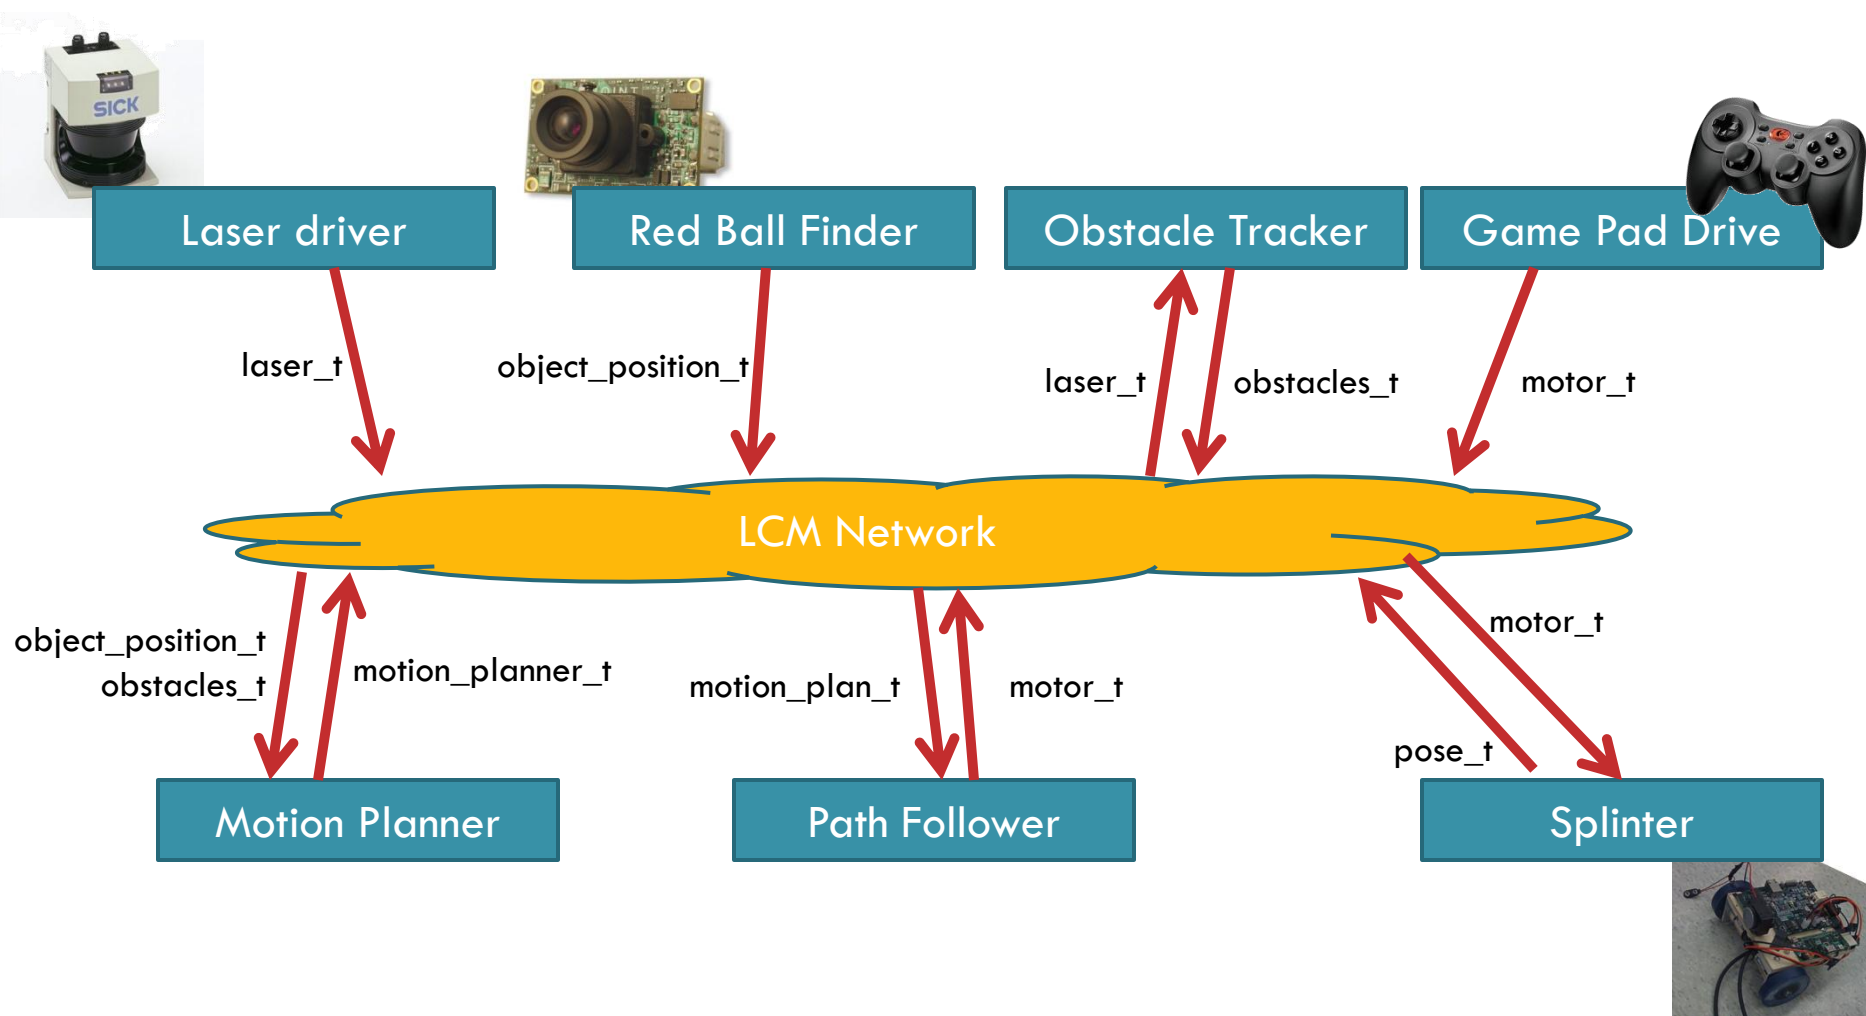 SICK
POINT
Laser driver
Red Ball Finder
Obstacle Tracker
Game Pad Drive
laser_t
object_position_t
laser_t
obstacles_t
motor_t
LCM Network
object_position_t
obstacles_t
motion_planner_t
motion_plan_t
motor_t
motor_t
pose_t
Motion Planner
Path Follower
Splinter